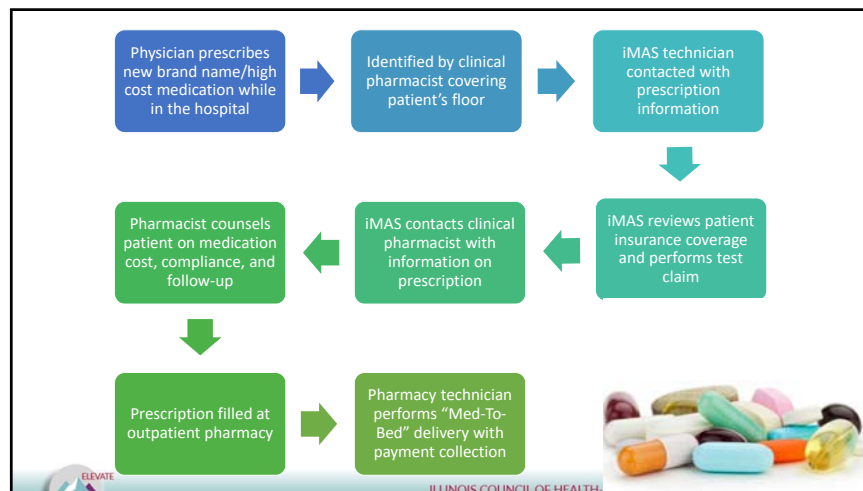 Physician prescribes
new brand name/high
cost medication while
in the hospital
Identified by clinical
pharmacist covering
patient's floor
iMAS technician
contacted with
prescription
information
iMAS reviews patient
insurance coverage
and performs test
claim
iMAS contacts clinical
pharmacist with
information on
prescription
Pharmacist counsels
patient on medication
cost, compliance, and
follow-up
Prescription filled at
outpatient pharmacy
Pharmacy technician
performs “Med-To-
Bed” delivery with
payment collection
ELEVATE
ILLINOIS COUNCIL OF HEALTH-